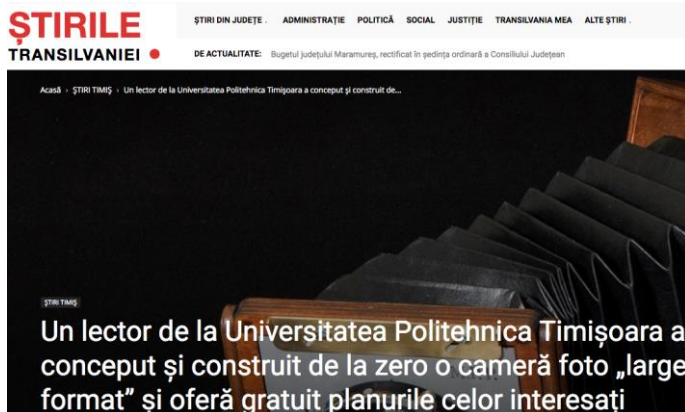 ȘTIRILE
TRANSILVANIEI
ȘTIRI DIN JUDEȚE . ADMINISTRAȚIE POLITICĂ SOCIAL JUSTIȚIE TRANSILVANIA MEA ALTE ȘTIRI .
DE ACTUALITATE: Bugetul județului Maramureș, rectificat în ședința ordinară a Consiliului Județean
Acasă › ȘTIRI TIMIȘ › Un lector de la Universitatea Politehnica Timişoara a conceput şi construit de...
ȘTIRI TIMIȘ
Un lector de la Universitatea Politehnica Timişoara a
conceput și construit de la zero o cameră foto „large
format” și oferă gratuit planurile celor interesați